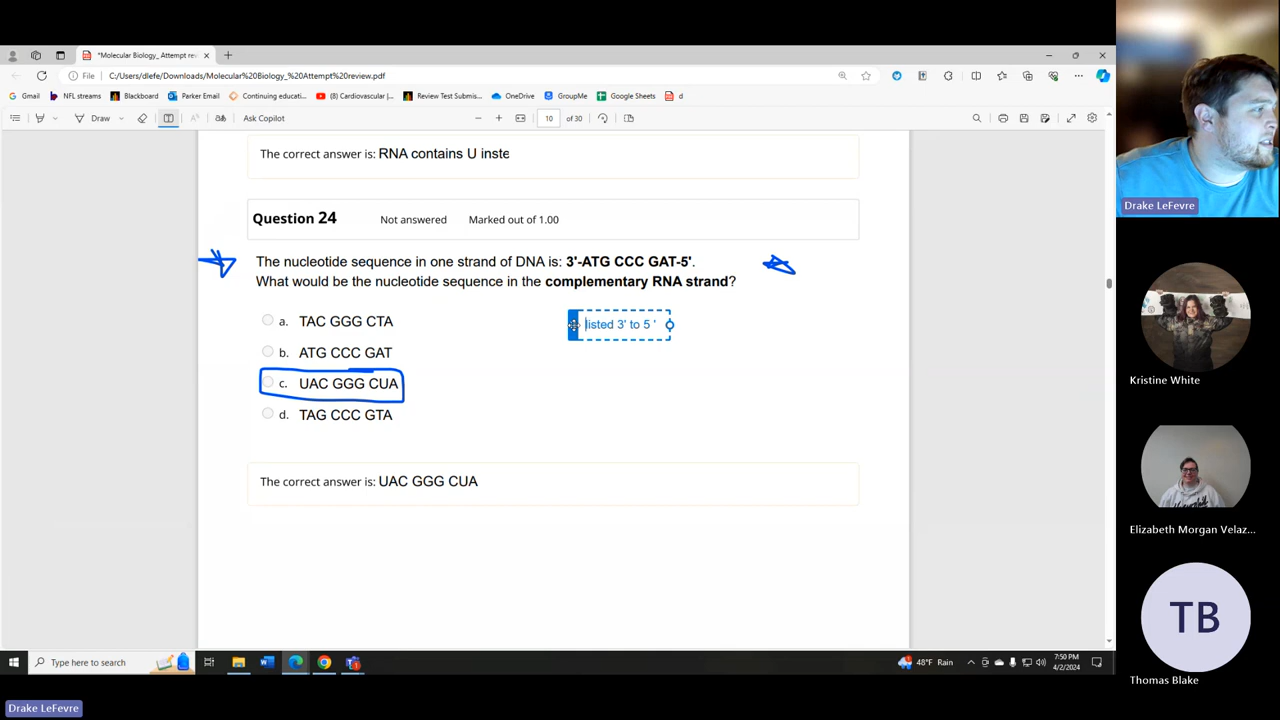 *Molecular Biology_ Attempt rev
File
C:/Users/dlefe/Downloads/Molecular%20Biology_%20Attempt%20review.pdf
Gmail
NFL streams
Blackboard
Parker Email
Continuing educati...
(8) Cardiovascular |...
Review Test Submis...
OneDrive
GroupMe
Google Sheets
d
Draw
Ask Copilot
10 of 30
The correct answer is: RNA contains U inste
Question 24
Not answered
Marked out of 1.00
The nucleotide sequence in one strand of DNA is: 3'-ATG CCC GAT-5'.
What would be the nucleotide sequence in the complementary RNA strand?
a. TAC GGG CTA
listed 3' to 5 '
b. ATG CCC GAT
c. UAC GGG CUA
d. TAG CCC GTA
The correct answer is: UAC GGG CUA
Drake LeFevre
Kristine White
Elizabeth Morgan Velaz...
TB
Thomas Blake
Type here to search
48°F Rain
7:50 PM
4/2/2024
Drake LeFevre